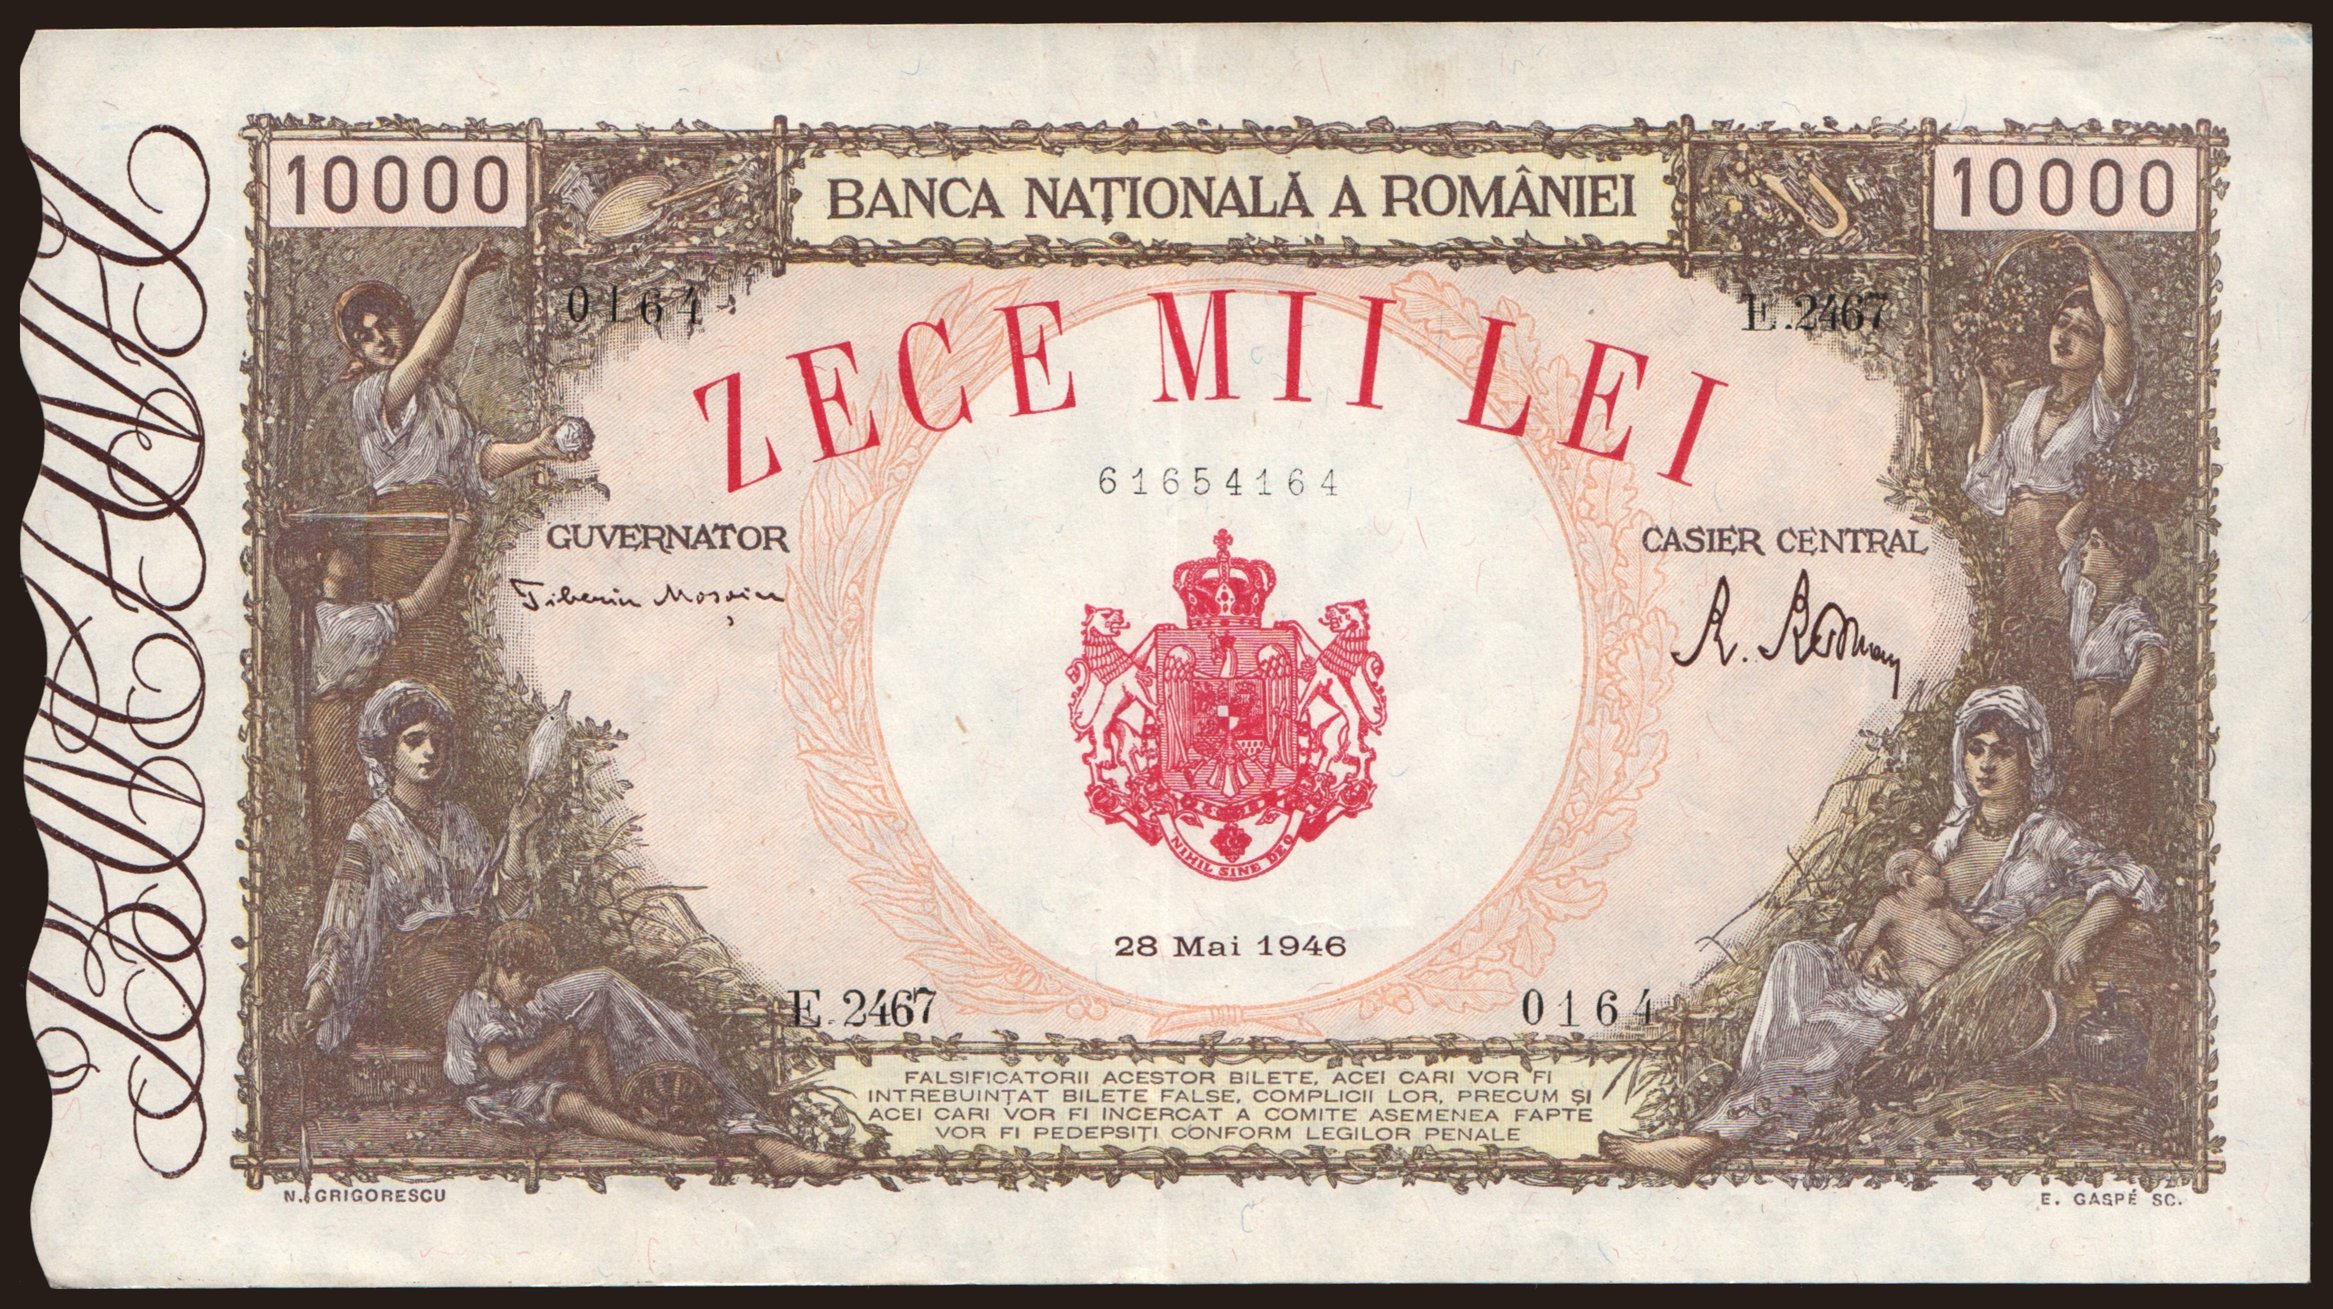 10000
BANCA NAȚIONALĂ A ROMÂNIEI
10000
0164
E.2467
ZECE MII LEI
61654164
GUVERNATOR
CASIER CENTRAL
NIHIL SINE DEO
28 Mai 1946
E.2467
0164
FALSIFICATORII ACESTOR BILETE, ACEI CARI VOR FI
INTREBUINȚAT BILETE FALSE, COMPLICII LOR, PRECUM ȘI
ACEI CARI VOR FI INCERCAT A COMITE ASEMENEA FAPTE
VOR FI PEDEPSIȚI CONFORM LEGILOR PENALE
N. GRIGORESCU
E. GASPÉ SC.